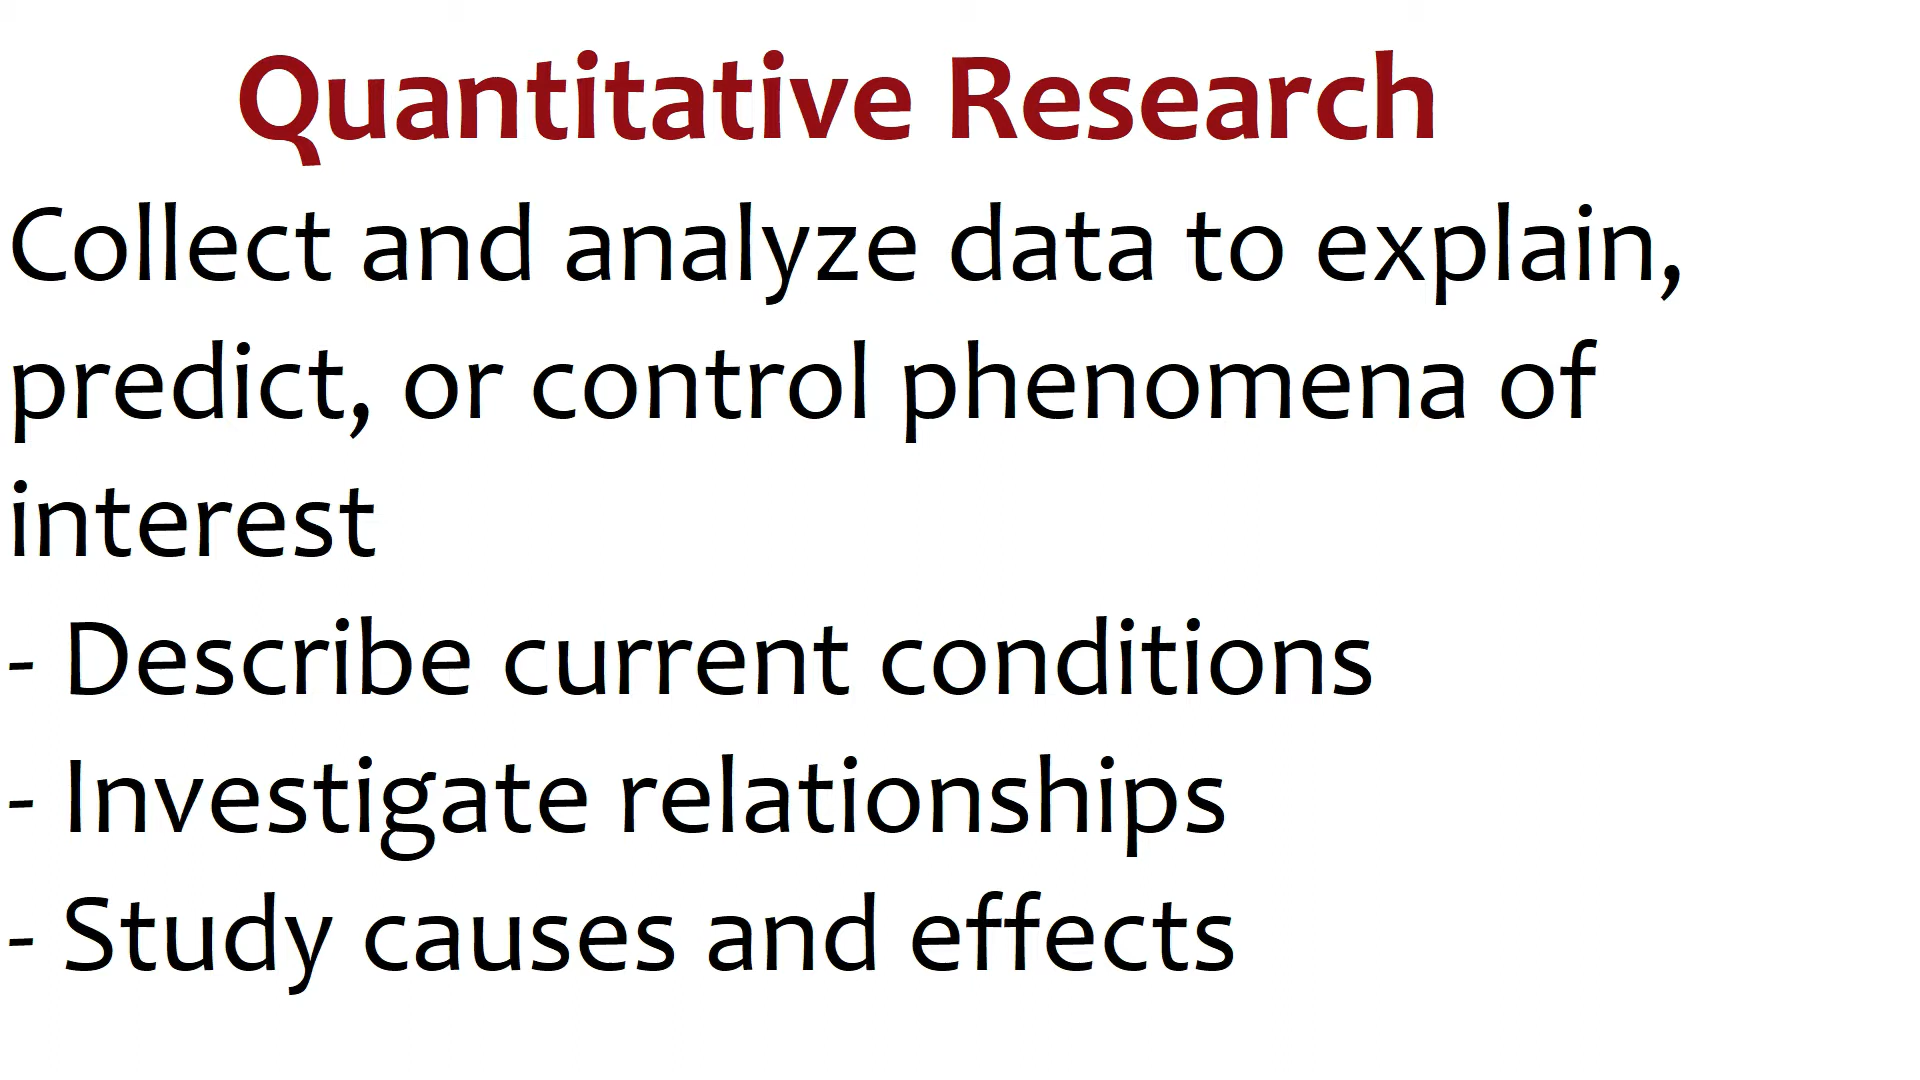 Quantitative Research
Collect and analyze data to explain,
predict, or control phenomena of
interest
- Describe current conditions
- Investigate relationships
- Study causes and effects